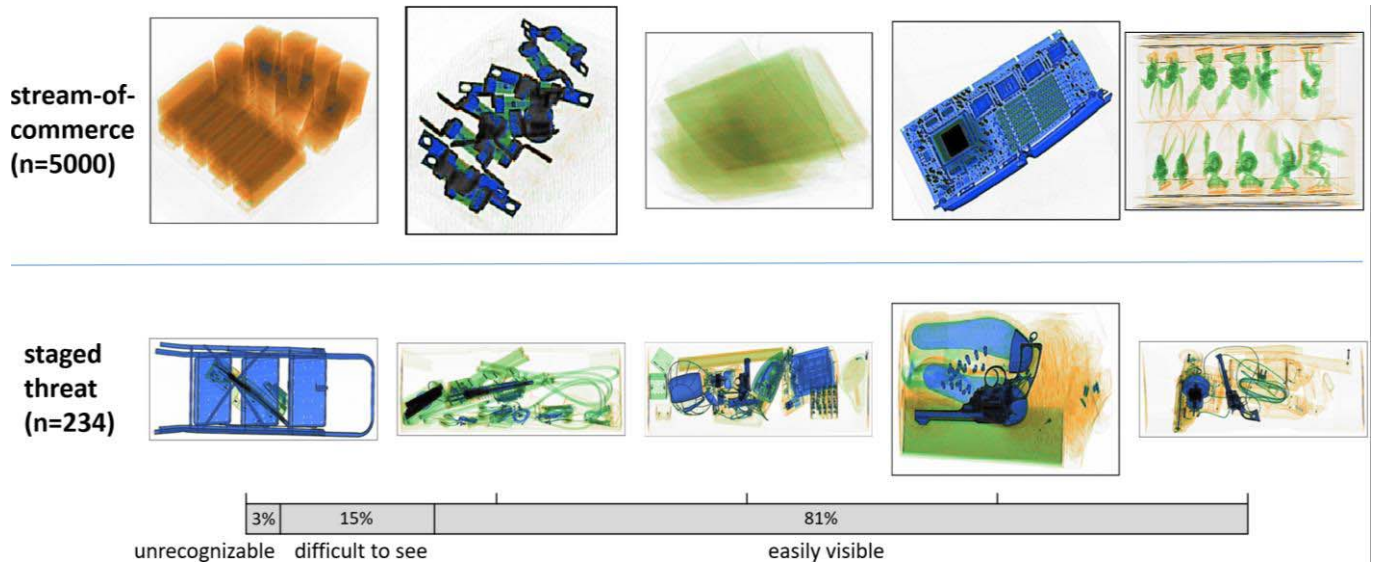 stream-of-
commerce
(n=5000)
staged
threat
(n=234)
3% 15% 81%
unrecognizable difficult to see easily visible